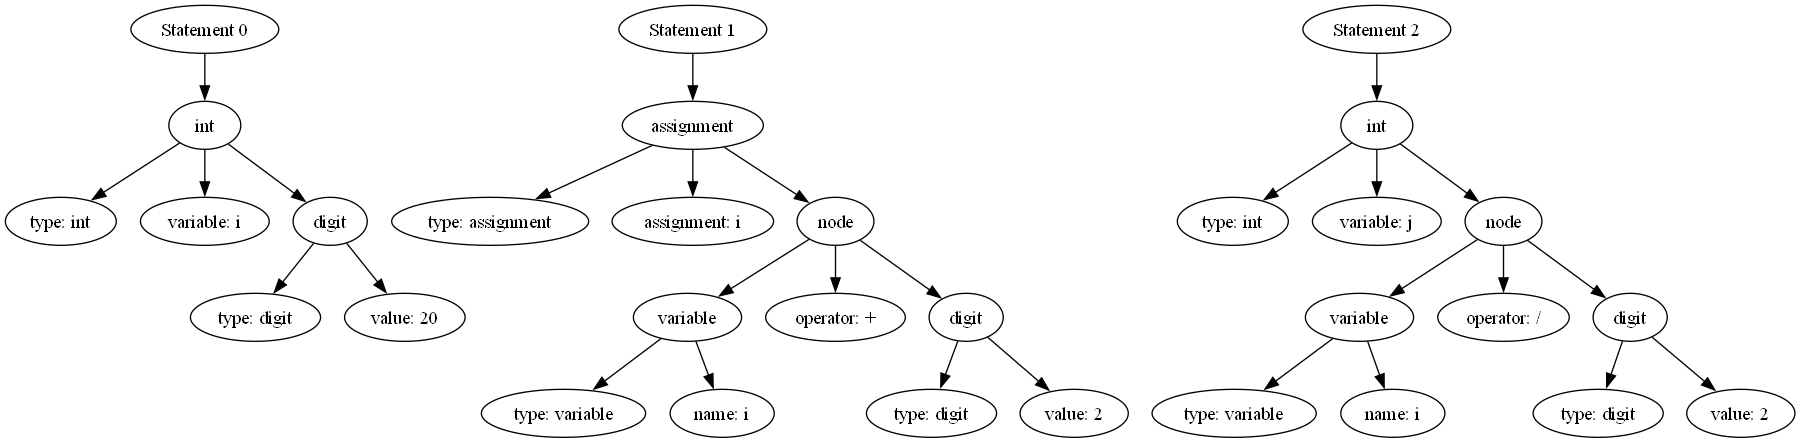 Statement 0
Statement 1
Statement 2
int
assignment
int
type: int
variable: i
digit
type: assignment
assignment: i
node
type: int
variable: j
node
type: digit
value: 20
variable
operator: +
digit
variable
operator: /
digit
type: variable
name: i
type: digit
value: 2
type: variable
name: i
type: digit
value: 2